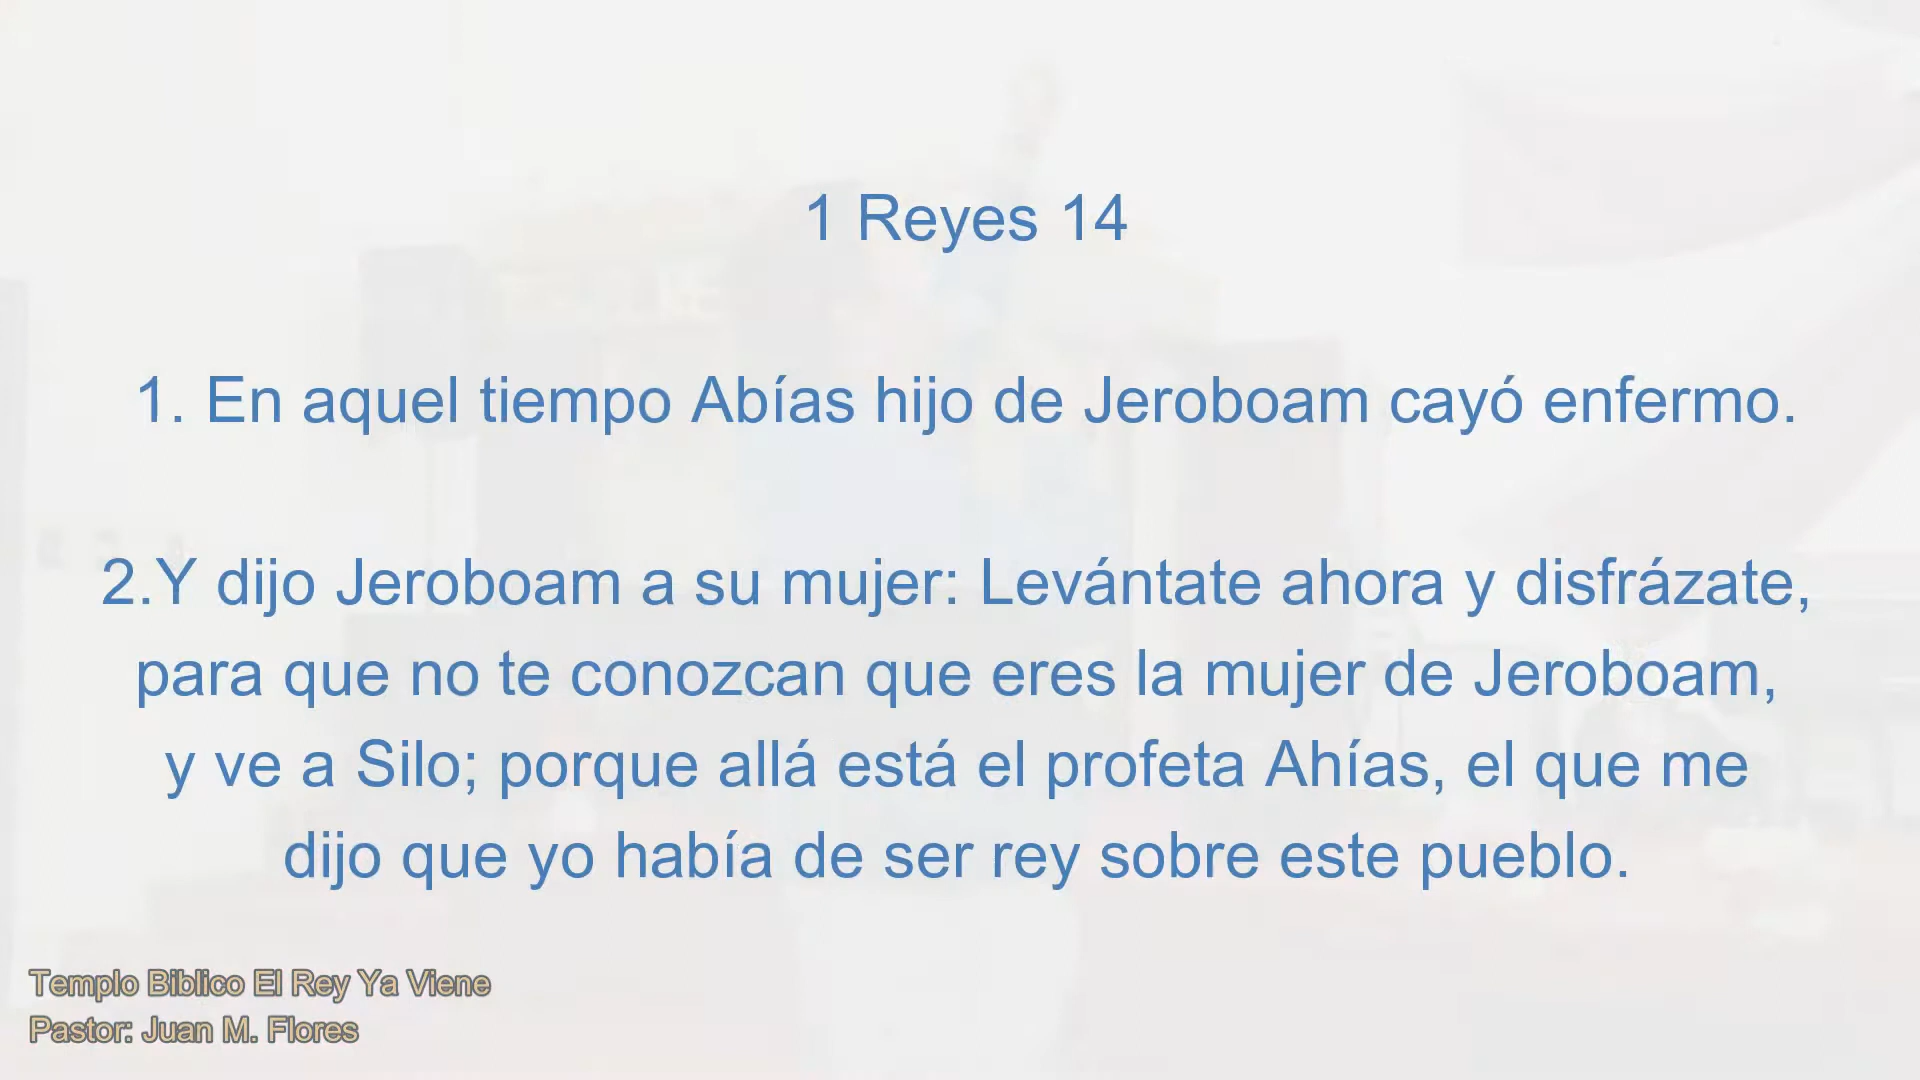 1 Reyes 14
1. En aquel tiempo Abías hijo de Jeroboam cayó enfermo.
2.Y dijo Jeroboam a su mujer: Levántate ahora y disfrázate,
para que no te conozcan que eres la mujer de Jeroboam,
y ve a Silo; porque allá está el profeta Ahías, el que me
dijo que yo había de ser rey sobre este pueblo.
Templo Biblico El Rey Ya Viene
Pastor: Juan M. Flores